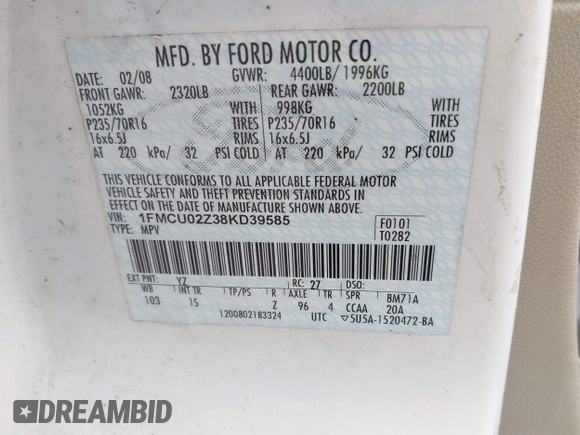 MFD. BY FORD MOTOR CO.
DATE: 02/08 GVWR: 4400LB/ 1996KG
FRONT GAWR: 2320LB REAR GAWR: 2200LB
1052KG WITH 998KG WITH
P235/70R16 TIRES P235/70R16 TIRES
16x6.5J RIMS 16x6.5J RIMS
AT 220 kPa/ 32 PSI COLD AT 220 kPa/ 32 PSI COLD
THIS VEHICLE CONFORMS TO ALL APPLICABLE FEDERAL MOTOR
VEHICLE SAFETY AND THEFT PREVENTION STANDARDS IN
EFFECT ON THE DATE OF MANUFACTURE SHOWN ABOVE.
VIN: 1FMCU02Z38KD39585 F0101
TYPE: MPV T0282
EXT PNT: YZ RC: 27 DSO:
WB INT TR TP/PS R AXLE TR SPR BM71A
103 IS Z 96 4 CCAA 20A
1200802183324 UTC ▽5U5A-1520472-BA
DREAMBID